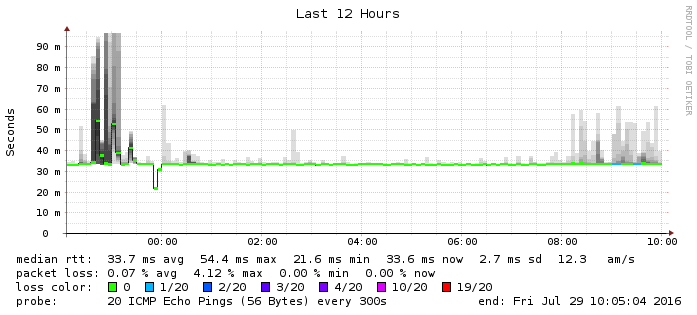 Last 12 Hours
RRDTOOL / TOBI OETIKER
Seconds
90 m
80 m
70 m
60 m
50 m
40 m
30 m
20 m
10 m
0
00:00 02:00 04:00 06:00 08:00 10:00
median rtt: 33.7 ms avg 54.4 ms max 21.6 ms min 33.6 ms now 2.7 ms sd 12.3 am/s
packet loss: 0.07 % avg 4.12 % max 0.00 % min 0.00 % now
loss color: 0 1/20 2/20 3/20 4/20 10/20 19/20
probe: 20 ICMP Echo Pings (56 Bytes) every 300s end: Fri Jul 29 10:05:04 2016